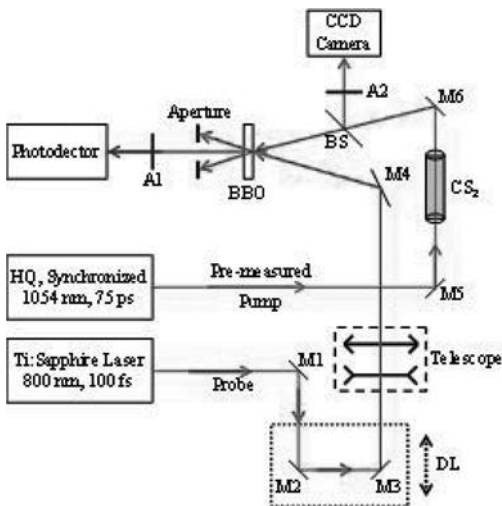 CCD
Camera
A2
M6
Aperture
BS
Photodector
A1
BBO
M4
CS₂
HQ, Synchronized
1054 nm, 75 ps
Pre-measured
Pump
M5
Ti:Sapphire Laser
800 nm, 100 fs
Probe
M1
Telescope
M2
M3
DL